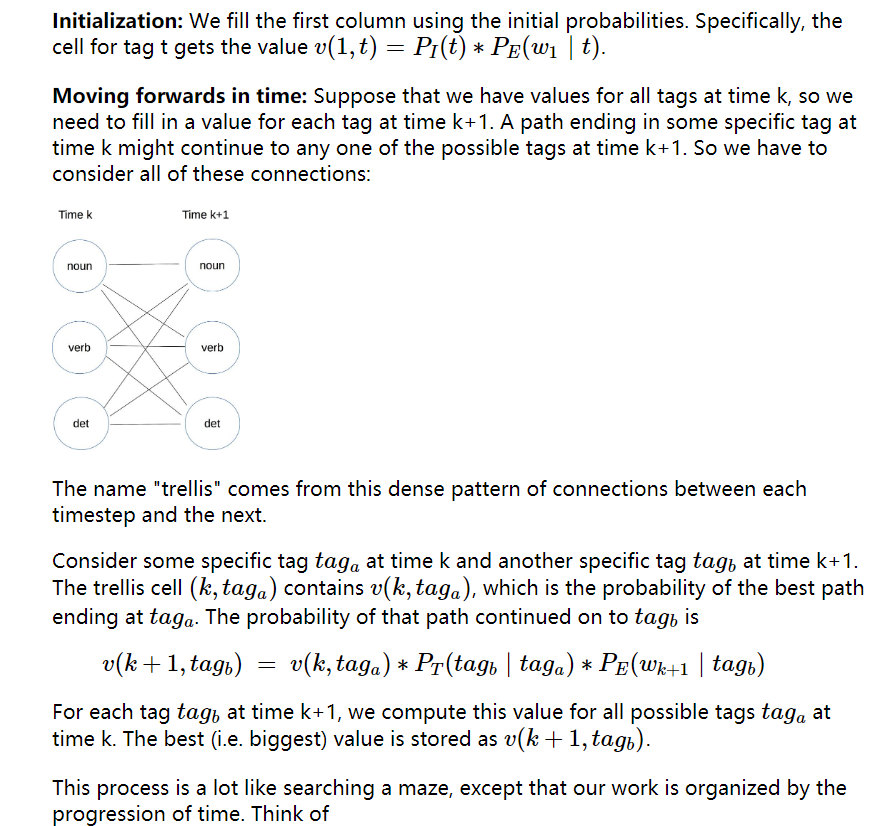 Initialization: We fill the first column using the initial probabilities. Specifically, the
cell for tag t gets the value v(1, t) = P_I(t) * P_E(w_1 | t).
Moving forwards in time: Suppose that we have values for all tags at time k, so we
need to fill in a value for each tag at time k+1. A path ending in some specific tag at
time k might continue to any one of the possible tags at time k+1. So we have to
consider all of these connections:
Time k Time k+1
noun noun
verb verb
det det
The name "trellis" comes from this dense pattern of connections between each
timestep and the next.
Consider some specific tag tag_a at time k and another specific tag tag_b at time k+1.
The trellis cell (k, tag_a) contains v(k, tag_a), which is the probability of the best path
ending at tag_a. The probability of that path continued on to tag_b is
v(k + 1, tag_b) = v(k, tag_a) * P_T(tag_b | tag_a) * P_E(w_{k+1} | tag_b)
For each tag tag_b at time k+1, we compute this value for all possible tags tag_a at
time k. The best (i.e. biggest) value is stored as v(k + 1, tag_b).
This process is a lot like searching a maze, except that our work is organized by the
progression of time. Think of